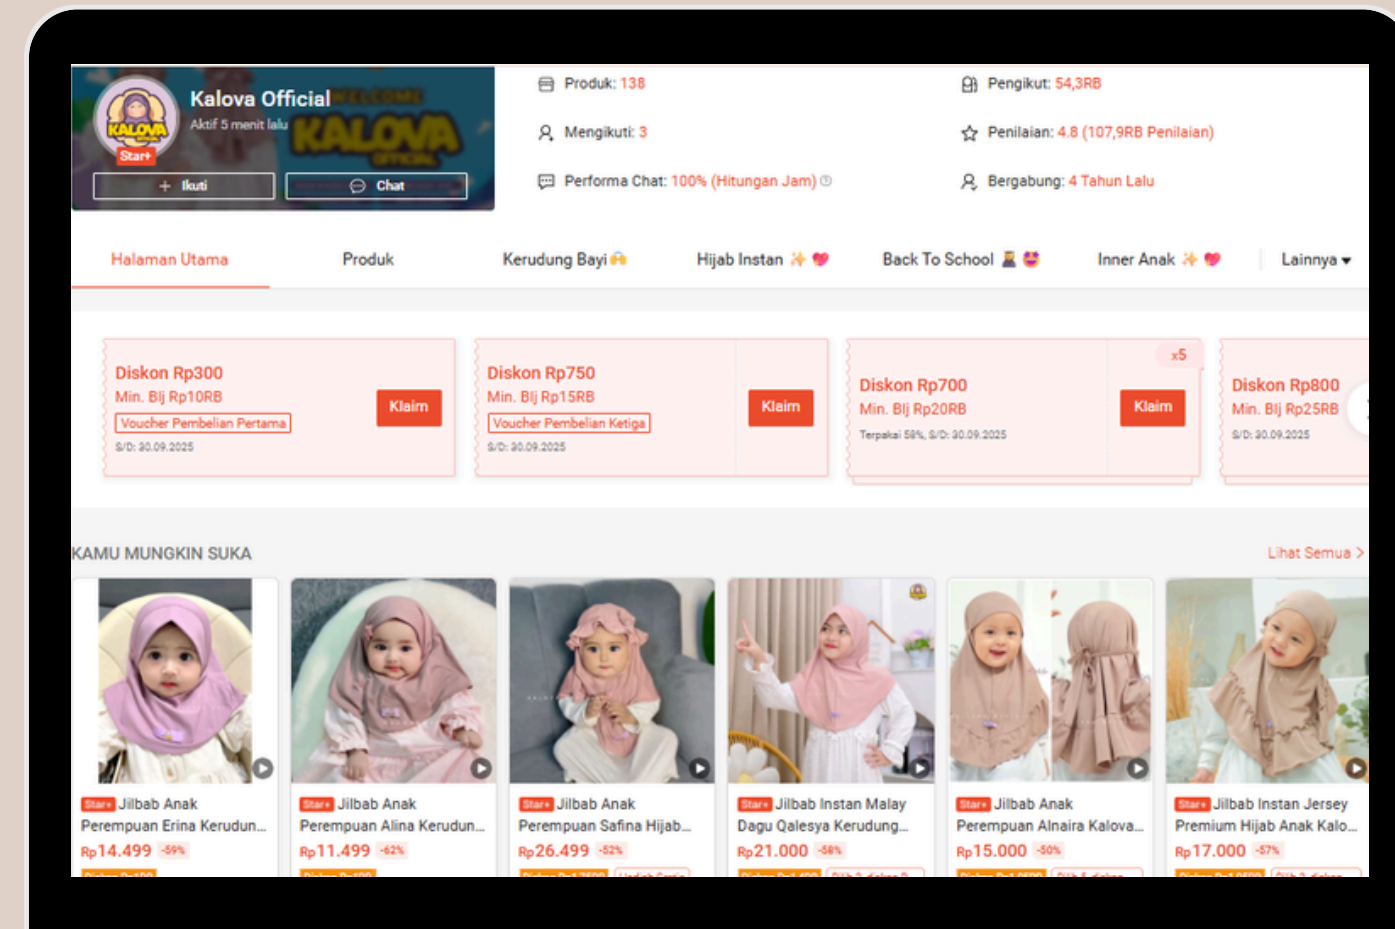 Kalova Official
Aktif 5 menit lalu
WELCOME
KALOVA
OFFICIAL
KALOVA
Star+
+ Ikuti
Chat
Produk: 138
Mengikuti: 3
Performa Chat: 100% (Hitungan Jam)
Pengikut: 54,3RB
Penilaian: 4.8 (107,9RB Penilaian)
Bergabung: 4 Tahun Lalu
Halaman Utama
Produk
Kerudung Bayi
Hijab Instan
Back To School
Inner Anak
Lainnya
Diskon Rp300
Min. Blj Rp10RB
Voucher Pembelian Pertama
S/D: 30.09.2025
Klaim
Diskon Rp750
Min. Blj Rp15RB
Voucher Pembelian Ketiga
S/D: 30.09.2025
Klaim
x5
Diskon Rp700
Min. Blj Rp20RB
Terpakai 58%, S/D: 30.09.2025
Klaim
Diskon Rp800
Min. Blj Rp25RB
S/D: 30.09.2025
KAMU MUNGKIN SUKA
Lihat Semua >
Star+ Jilbab Anak
Perempuan Erina Kerudun...
Rp14.499 -59%
Star+ Jilbab Anak
Perempuan Alina Kerudun...
Rp11.499 -62%
Star+ Jilbab Anak
Perempuan Safina Hijab...
Rp26.499 -52%
Star+ Jilbab Instan Malay
Dagu Qalesya Kerudung...
Rp21.000 -58%
Star+ Jilbab Anak
Perempuan Alnaira Kalova...
Rp15.000 -50%
Star+ Jilbab Instan Jersey
Premium Hijab Anak Kalo...
Rp17.000 -57%